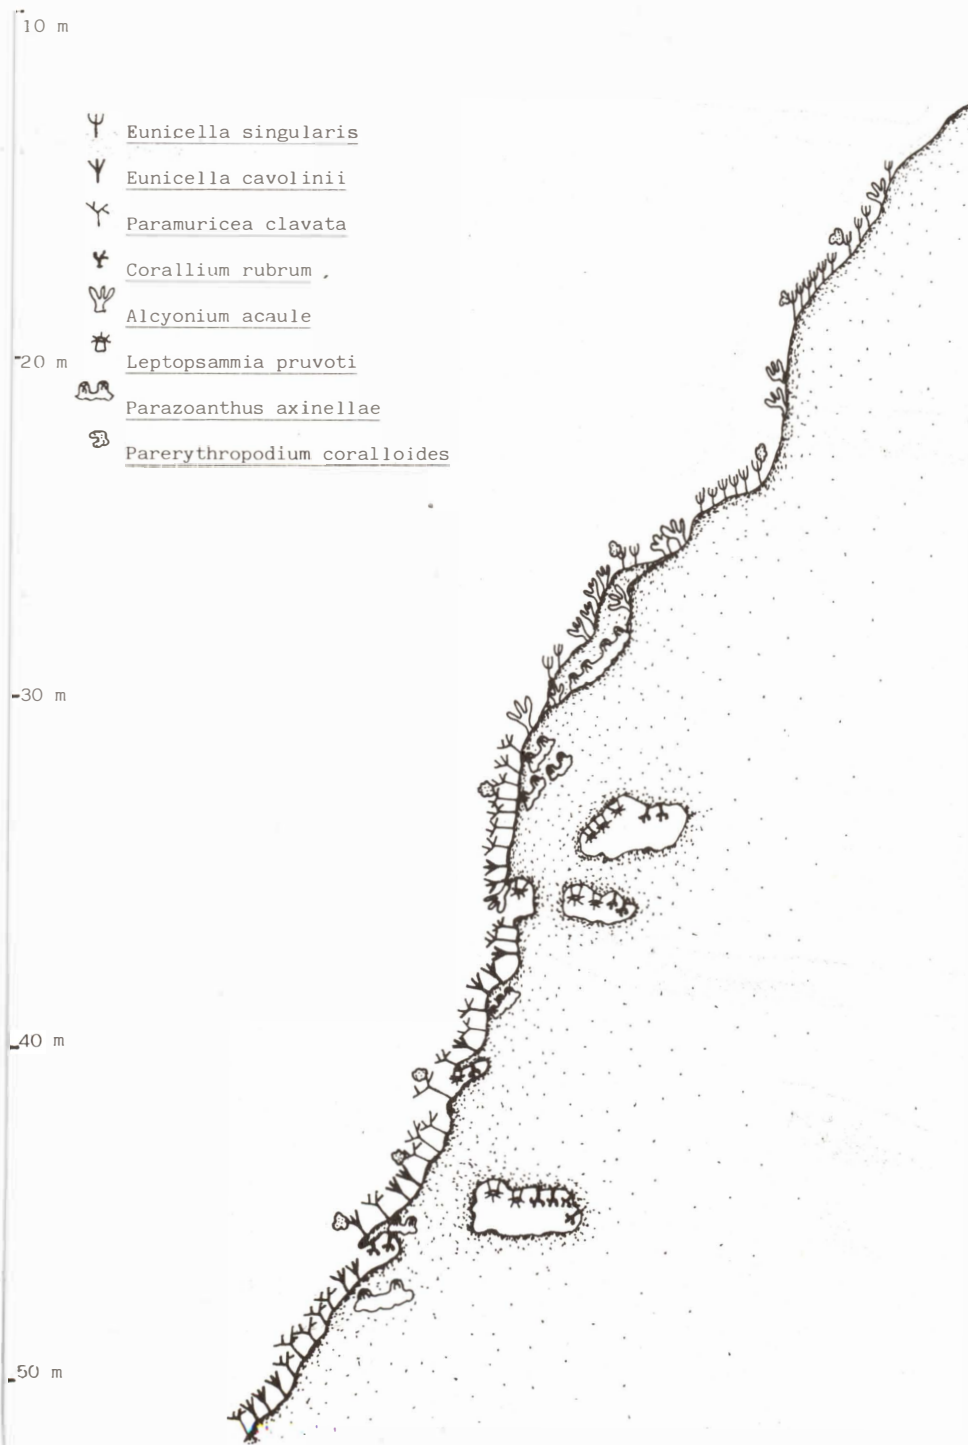 10 m
Eunicella singularis
Eunicella cavolinii
Paramuricea clavata
Corallium rubrum
Alcyonium acaule
20 m
Leptopsammia pruvoti
Parazoanthus axinellae
Parerythropodium coralloides
30 m
40 m
50 m